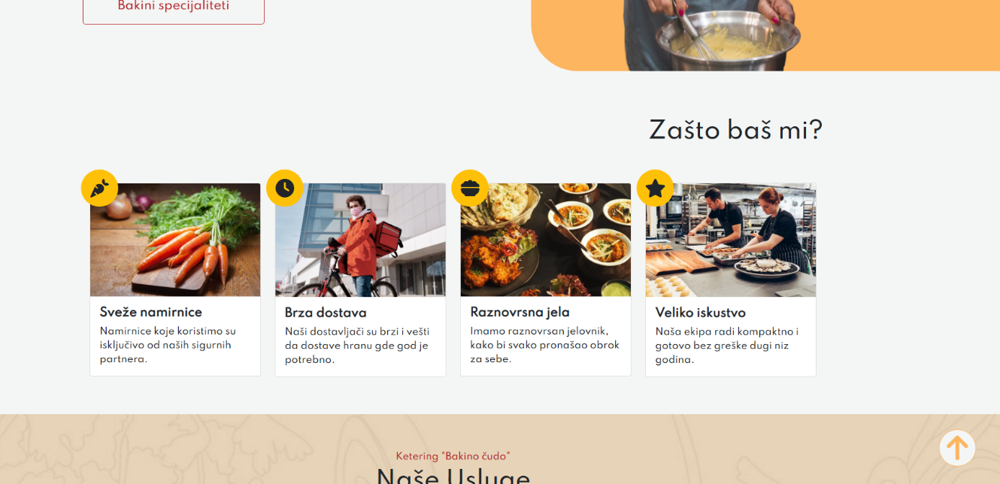 Bakini specijaliteti
Zašto baš mi?
Sveže namirnice
Namirnice koje koristimo su
isključivo od naših sigurnih
partnera.
Brza dostava
Naši dostavljači su brzi i vešti
da dostave hranu gde god je
potrebno.
Raznovrsna jela
Imamo raznovrsan jelovnik,
kako bi svako pronašao obrok
za sebe.
Veliko iskustvo
Naša ekipa radi kompaktno i
gotovo bez greške dugi niz
godina.
Ketering "Bakino čudo"
Naše Usluge